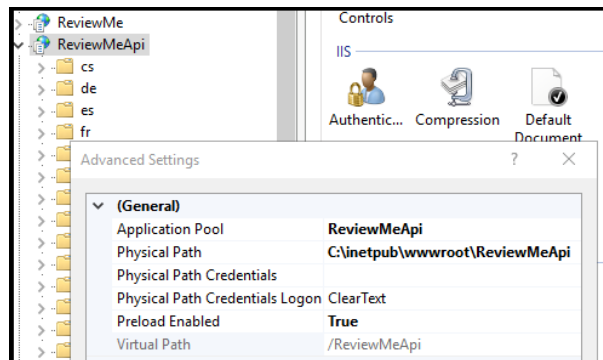 ReviewMe
ReviewMeApi
cs
de
es
fr
Controls
IIS
Authentic... Compression Default
Document
Advanced Settings ? ×
(General)
Application Pool ReviewMeApi
Physical Path C:\inetpub\wwwroot\ReviewMeApi
Physical Path Credentials
Physical Path Credentials Logon ClearText
Preload Enabled True
Virtual Path /ReviewMeApi